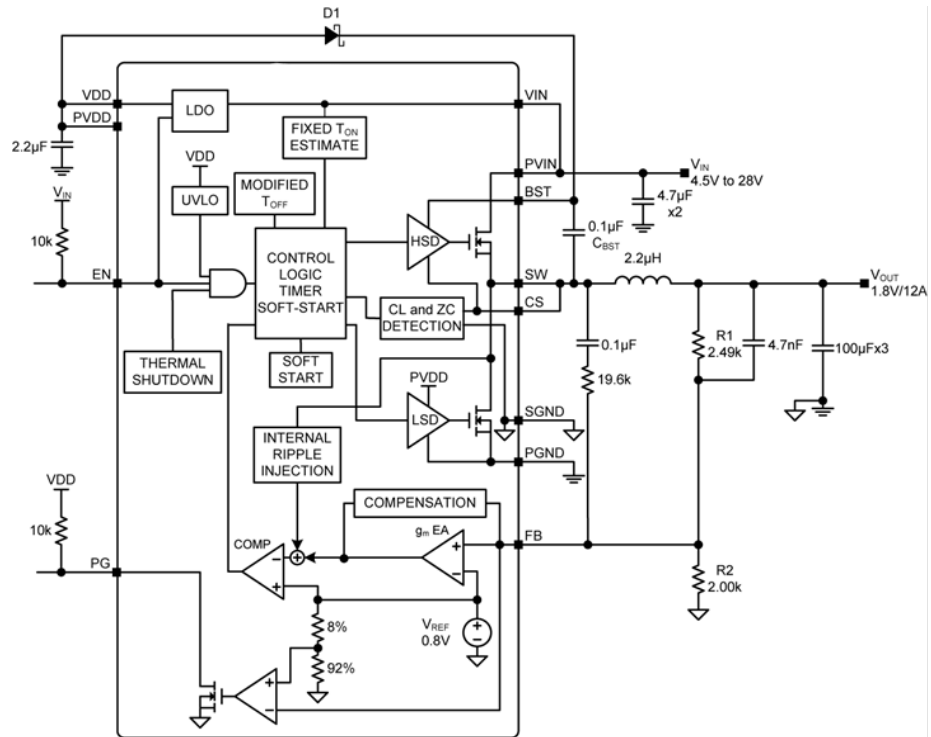 D1
VDD
PVDD
2.2µF
LDO
VIN
FIXED TON
ESTIMATE
PVIN
VIN
4.5V to 28V
4.7µF
x2
BST
VIN
10k
VDD
UVLO
MODIFIED
TOFF
HSD
0.1µF
CBST
2.2µH
EN
CONTROL
LOGIC
TIMER
SOFT-START
SW
CS
VOUT
1.8V/12A
CL and ZC
DETECTION
THERMAL
SHUTDOWN
SOFT
START
0.1µF
19.6k
R1
2.49k
4.7nF
100µFx3
PVDD
LSD
SGND
PGND
INTERNAL
RIPPLE
INJECTION
COMPENSATION
VDD
10k
PG
COMP
−
+
+
gm EA
+
−
FB
R2
2.00k
8%
92%
VREF
0.8V
+
−
+
−